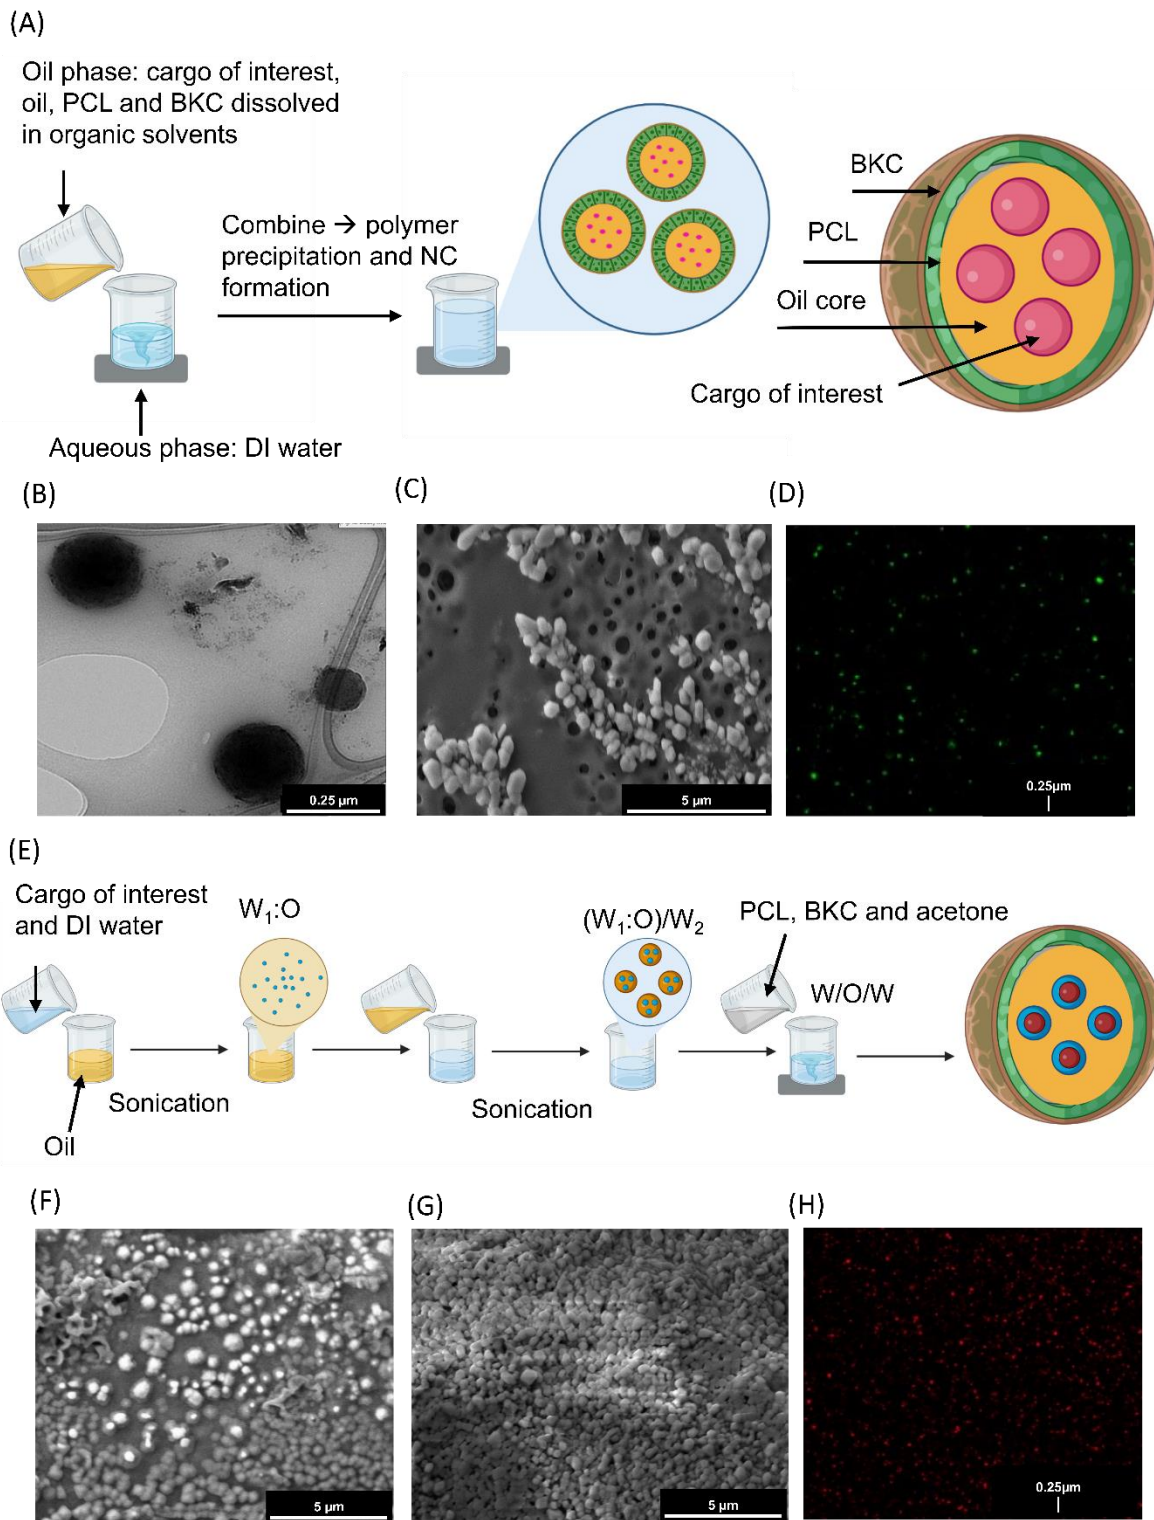 (A)
Oil phase: cargo of interest,
oil, PCL and BKC dissolved
in organic solvents
Combine → polymer
precipitation and NC
formation
Aqueous phase: DI water
BKC
PCL
Oil core
Cargo of interest
(B)
0.25 µm
(C)
5 µm
(D)
0.25µm
(E)
Cargo of interest
and DI water
Oil
Sonication
W₁:O
Sonication
(W₁:O)/W₂
PCL, BKC and acetone
W/O/W
(F)
5 µm
(G)
5 µm
(H)
0.25µm